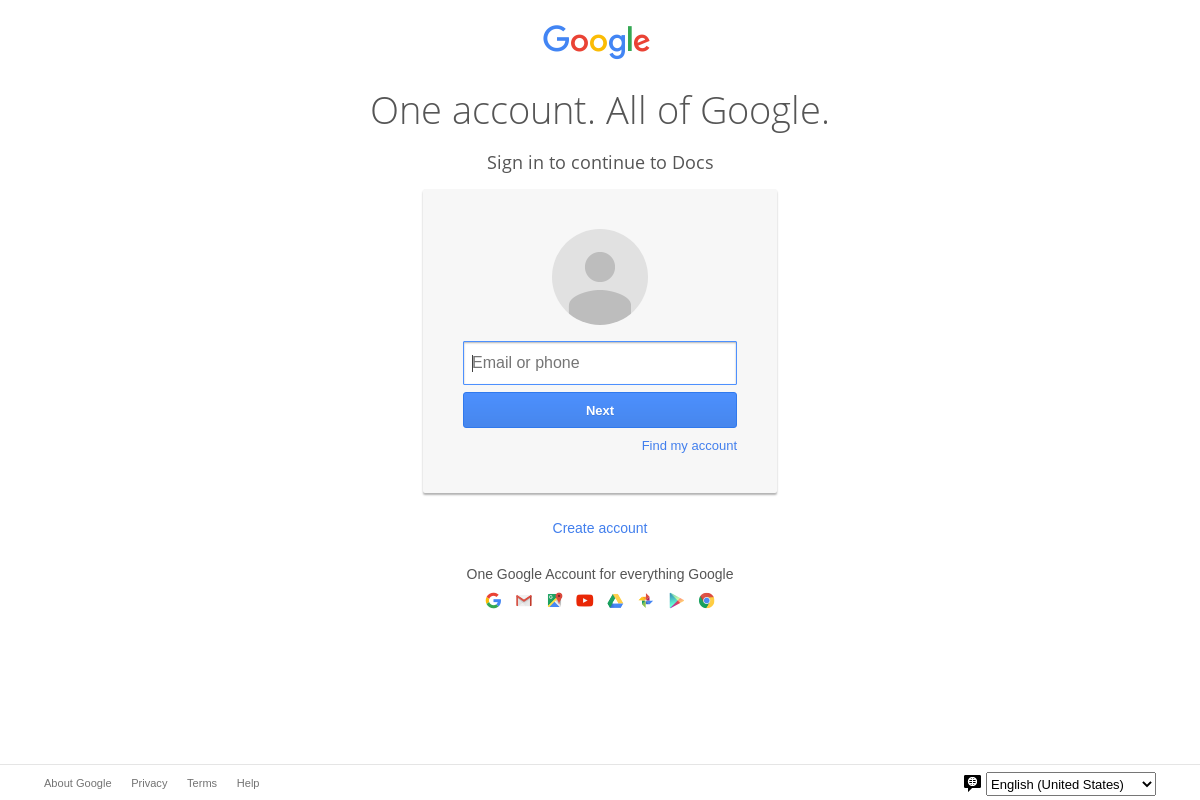 Google
One account. All of Google.
Sign in to continue to Docs
Email or phone
Next
Find my account
Create account
One Google Account for everything Google
About Google Privacy Terms Help English (United States)